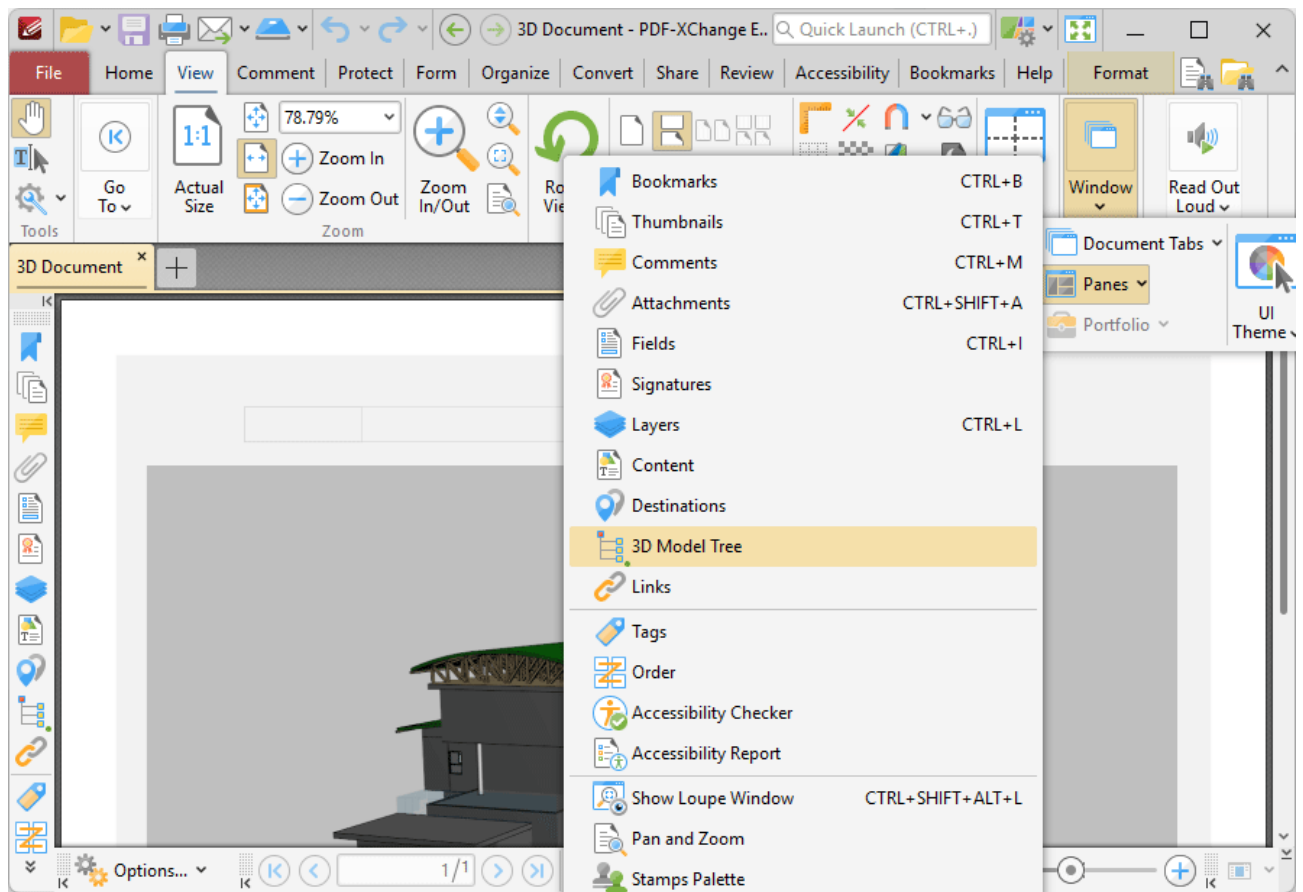 3D Document - PDF-XChange E..
Quick Launch (CTRL+.)
File Home View Comment Protect Form Organize Convert Share Review Accessibility Bookmarks Help Format
1:1
78.79%
Zoom In
Zoom Out
Go To
Actual Size
Zoom In/Out
Window
Read Out Loud
Tools
Zoom
3D Document
Bookmarks CTRL+B
Thumbnails CTRL+T
Comments CTRL+M
Attachments CTRL+SHIFT+A
Fields CTRL+I
Signatures
Layers CTRL+L
Content
Destinations
3D Model Tree
Links
Tags
Order
Accessibility Checker
Accessibility Report
Show Loupe Window CTRL+SHIFT+ALT+L
Pan and Zoom
Stamps Palette
Document Tabs
Panes
Portfolio
UI Theme
Options...
1/1